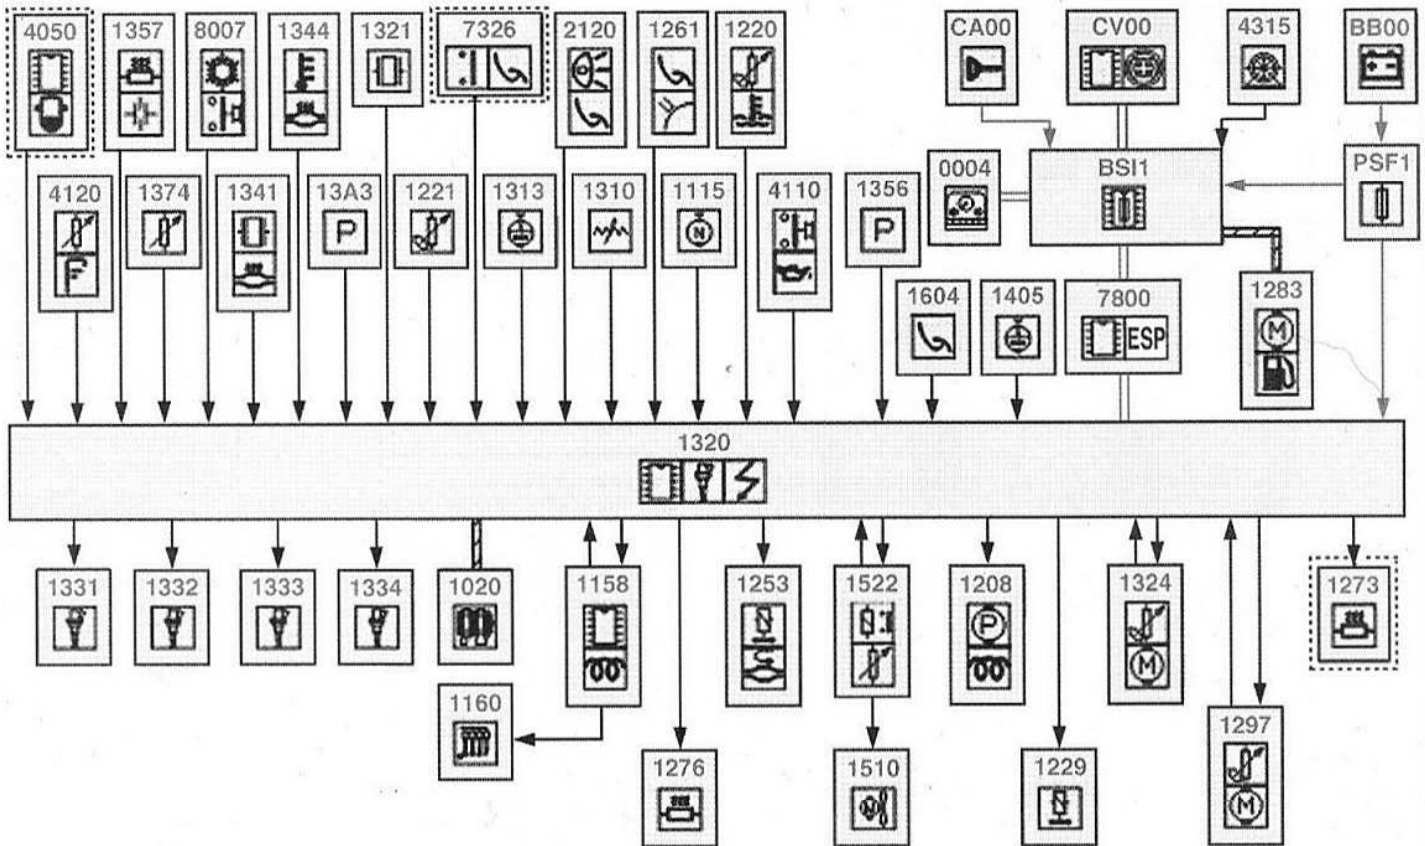 4050 1357 8007 1344 1321 7326 2120 1261 1220 CA00 CV00 4315 BB00
4120 1374 1341 13A3 1221 1313 1310 1115 4110 1356 0004 BSI1 PSF1
P N P
1604 1405 7800 1283
ESP M
1320
1331 1332 1333 1334 1020 1158 1253 1522 1208 1324 1273
P
M
1160 1297
1276 1510 1229
M M